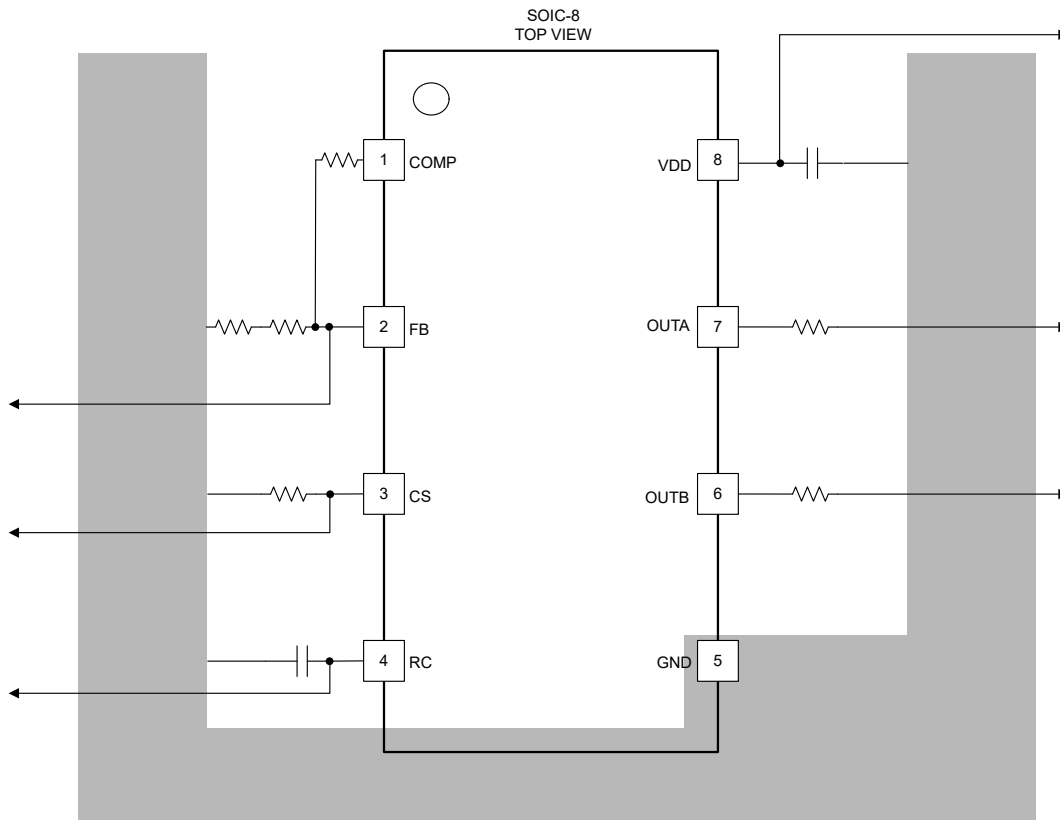 SOIC-8
TOP VIEW
1 COMP
VDD 8
2 FB
OUTA 7
3 CS
OUTB 6
4 RC
GND 5